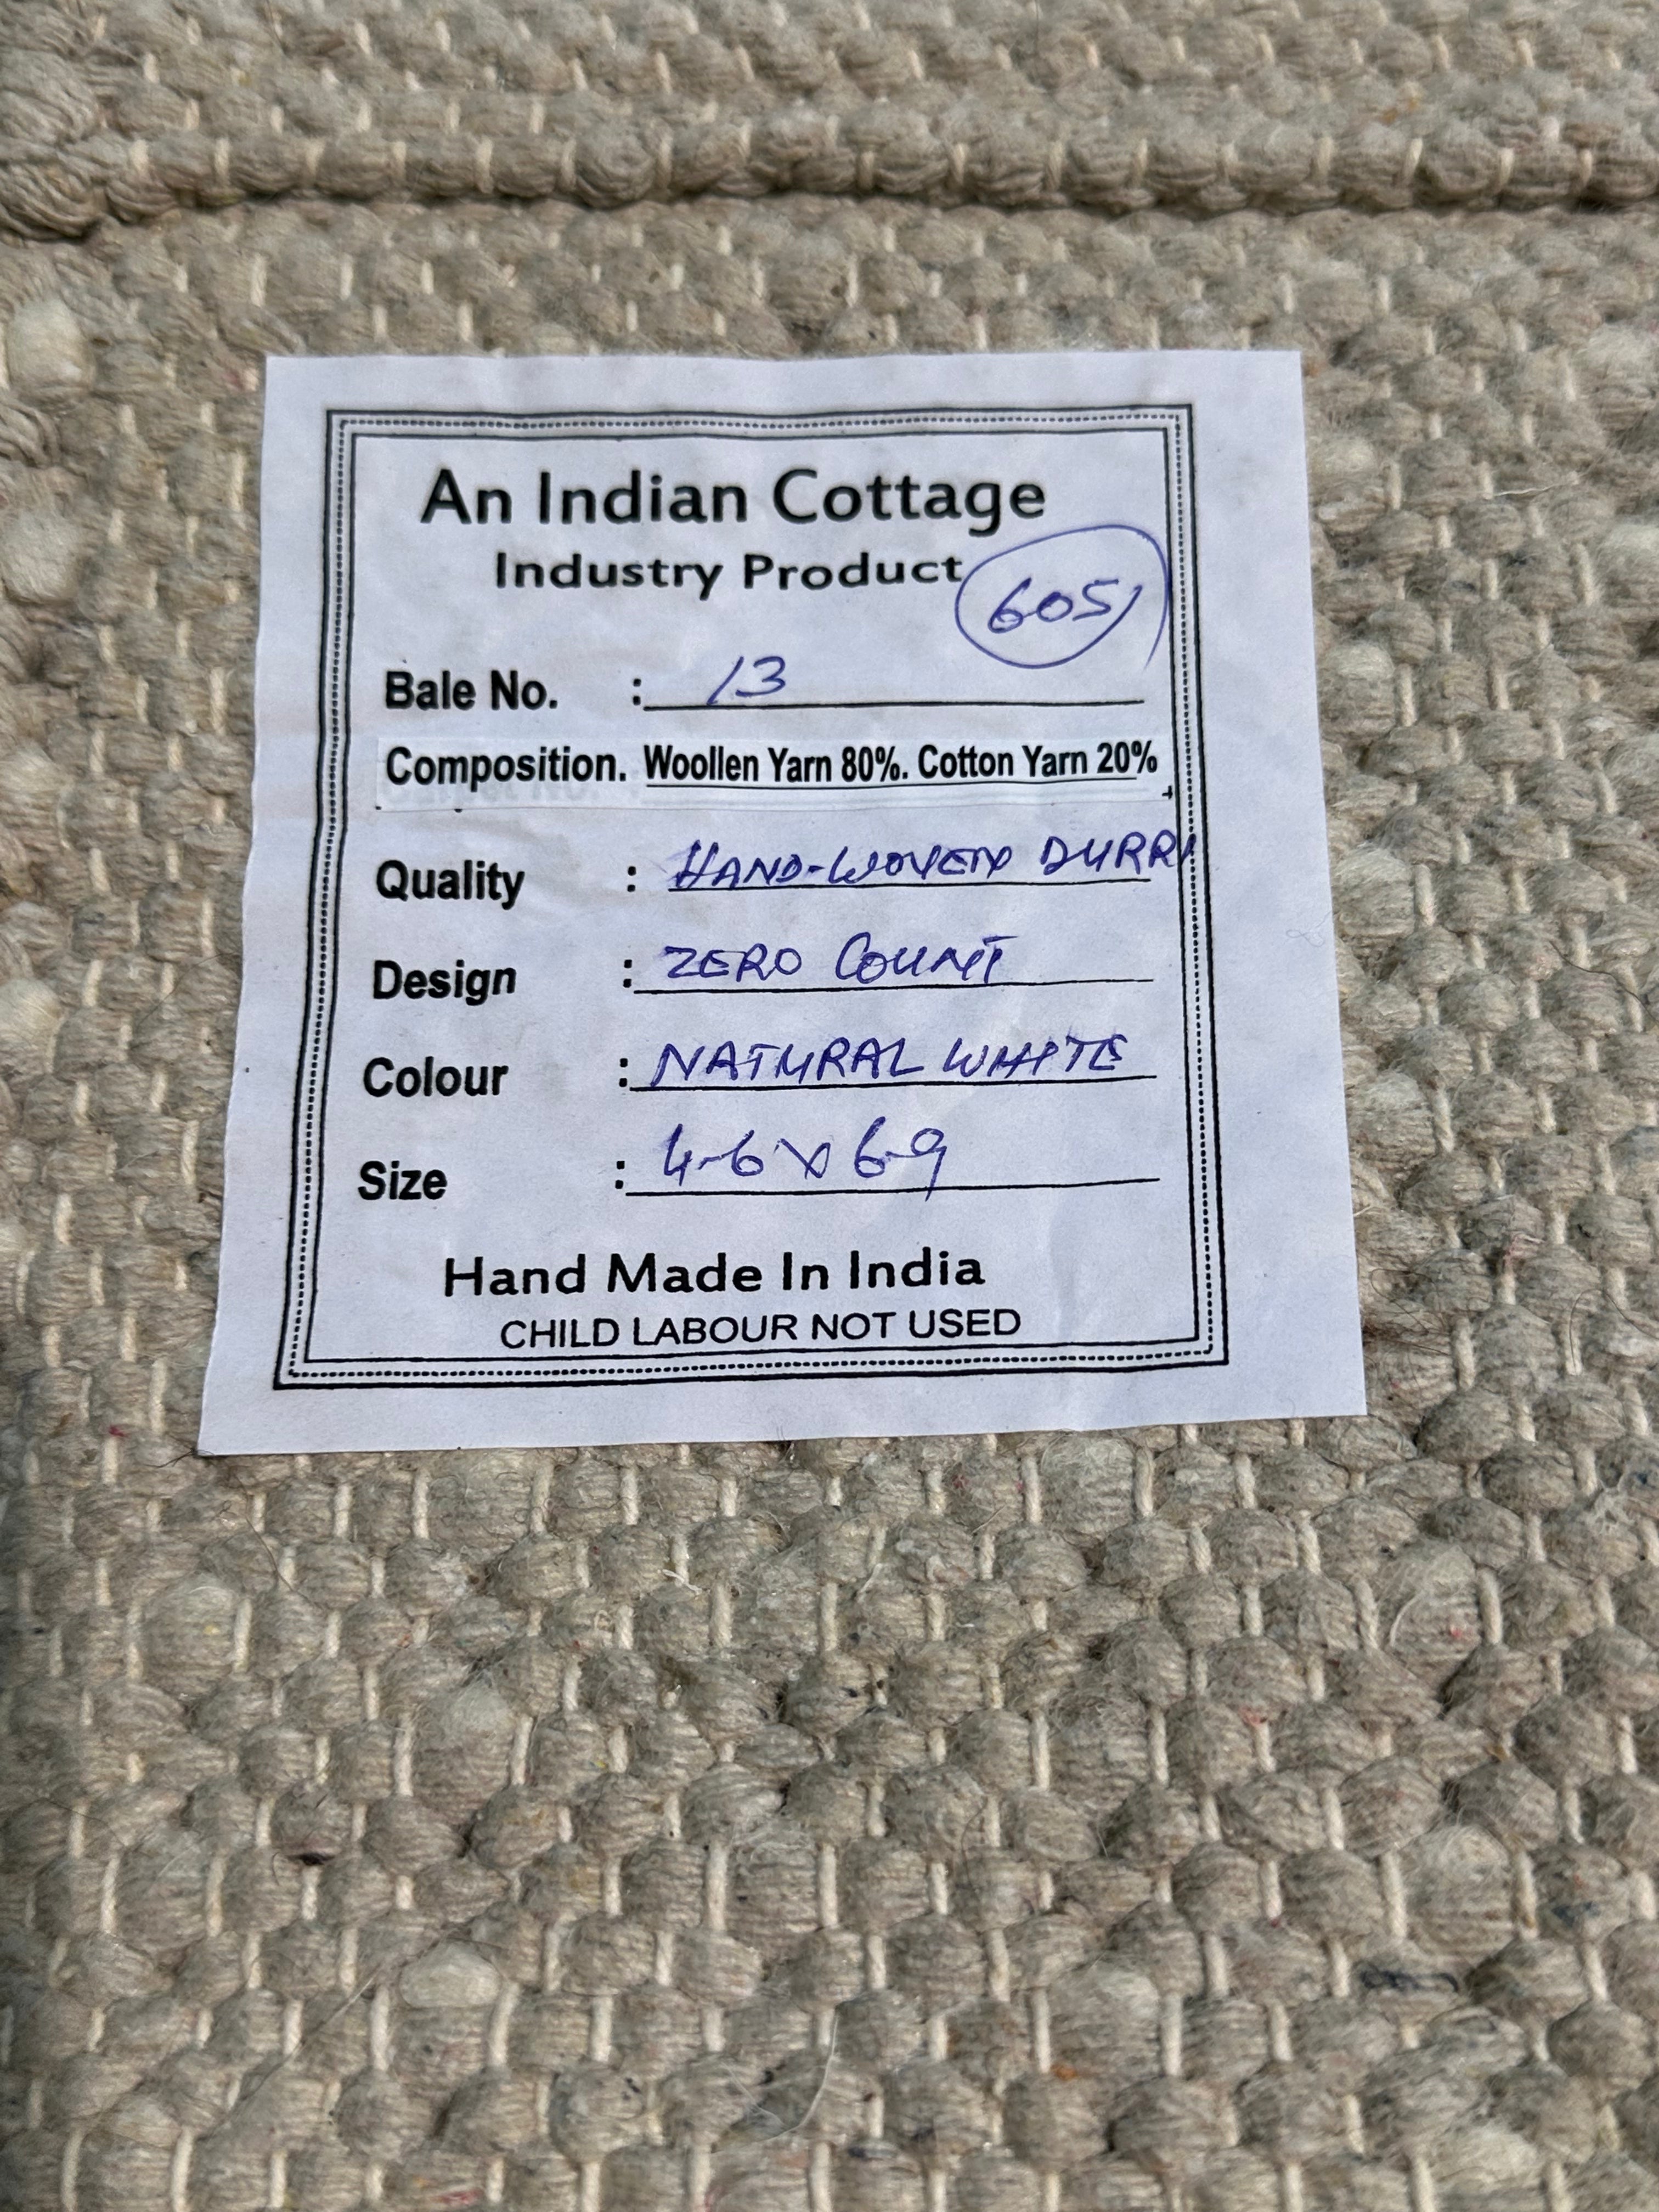 An Indian Cottage
Industry Product
605
Bale No. : 13
Composition. Woollen Yarn 80%. Cotton Yarn 20%
Quality : HAND-WOVEN DURRI
Design : ZERO COUNT
Colour : NATURAL WHITE
Size : 4-6 x 6-9
Hand Made In India
CHILD LABOUR NOT USED